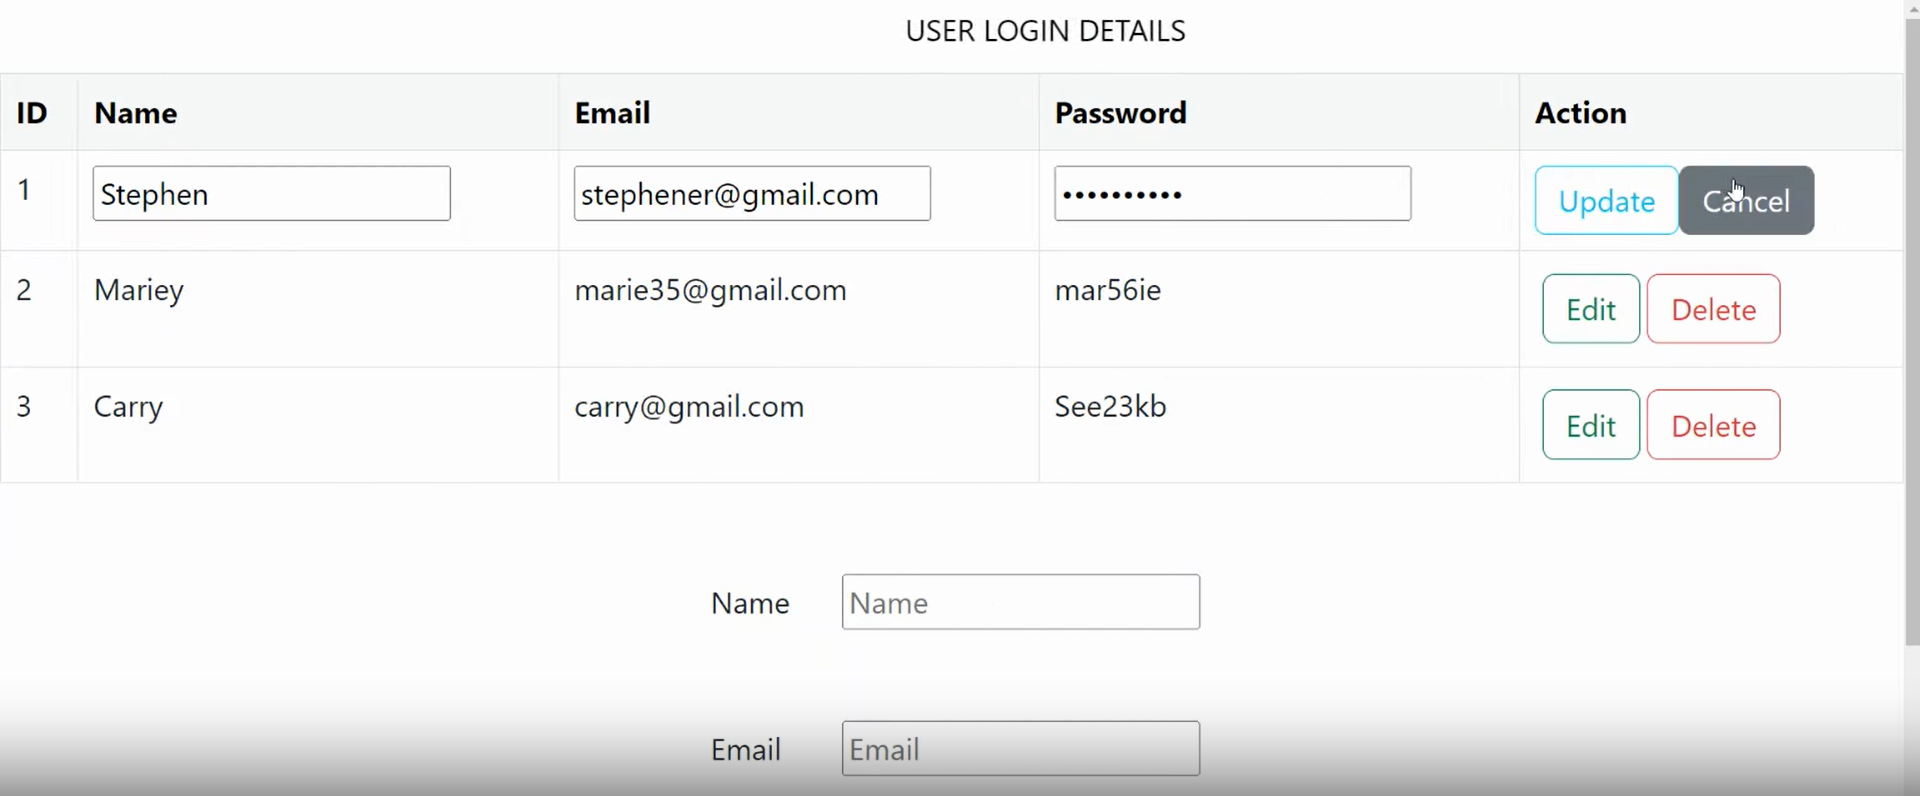 USER LOGIN DETAILS
ID Name Email Password Action
1 Stephen stephener@gmail.com •••••••••• Update Cancel
2 Mariey marie35@gmail.com mar56ie Edit Delete
3 Carry carry@gmail.com See23kb Edit Delete
Name Name
Email Email